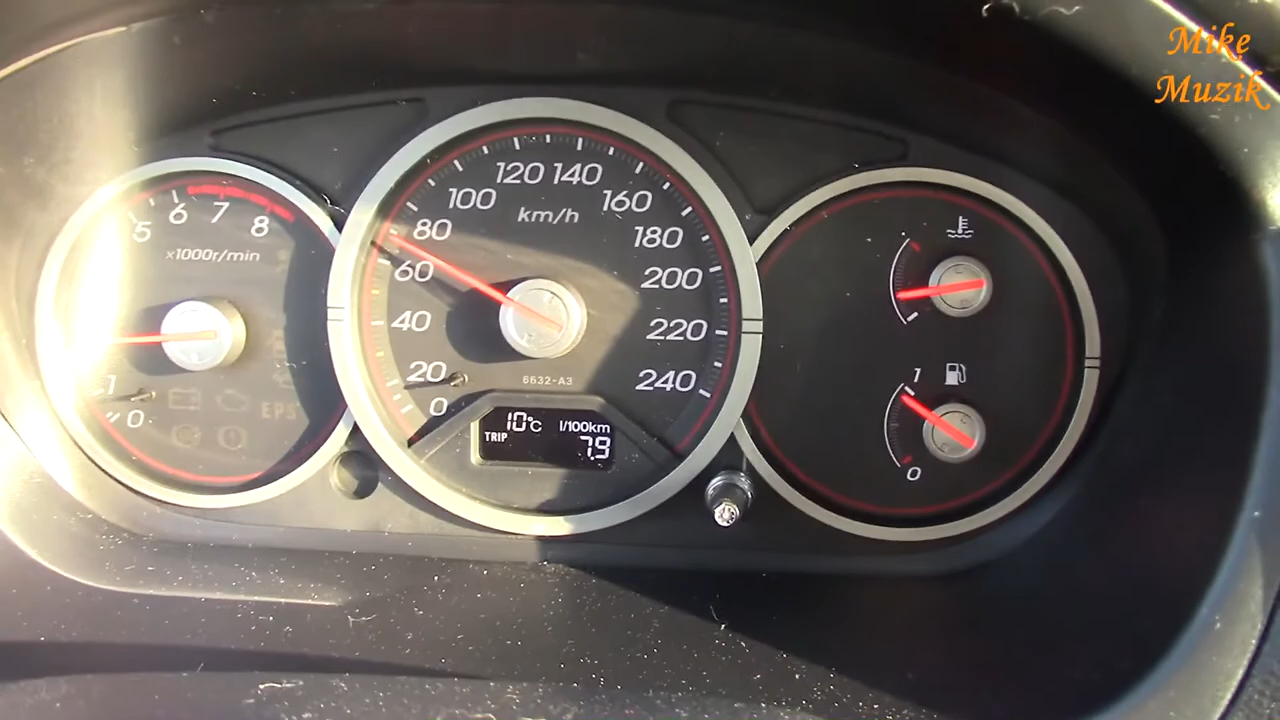 Mike
Muzik
5 6 7 8
x1000r/min
1
0
EPS
120 140
100 160
km/h
80 180
60 200
40 220
20 240
0
6632-A3
10°C l/100km
TRIP 7.9
1
0